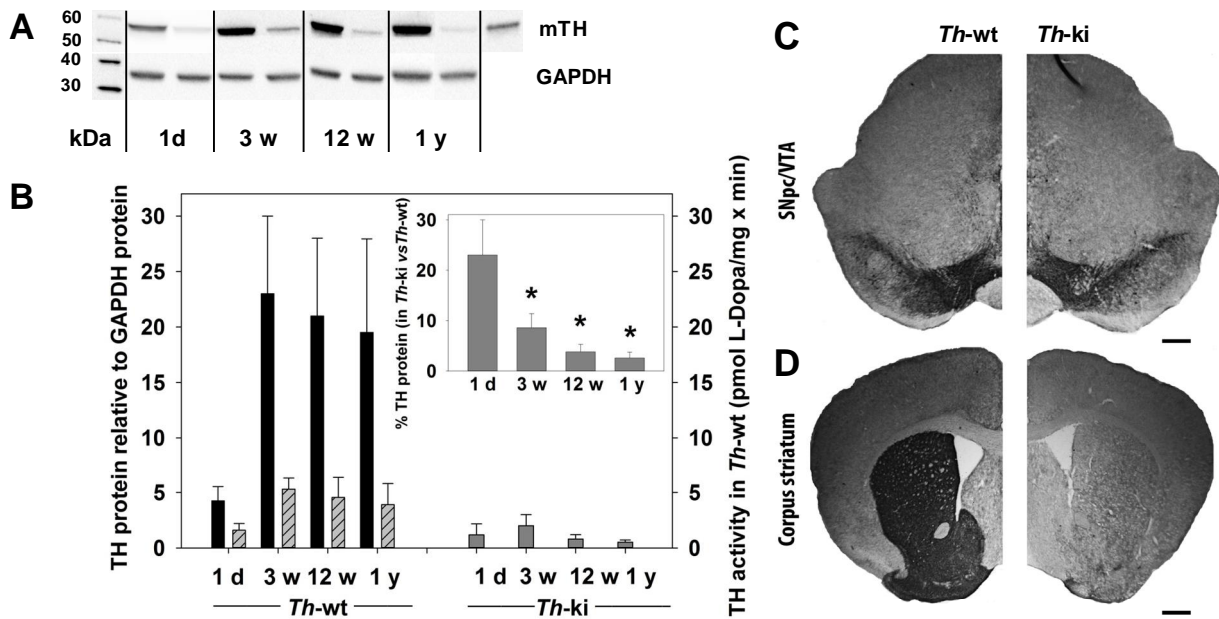 A
60
50
40
30
mTH
GAPDH
kDa 1d 3 w 12 w 1 y
B
TH protein relative to GAPDH protein
30
25
20
15
10
5
0
1 d 3 w 12 w 1 y
Th-wt
% TH protein (in Th-ki vs Th-wt)
30
20
10
0
* * *
1 d 3 w 12 w 1 y
1 d 3 w 12 w 1 y
Th-ki
30
25
20
15
10
5
0
TH activity in Th-wt (pmol L-Dopa/mg x min)
C
Th-wt Th-ki
SNpc/VTA
D
Corpus striatum